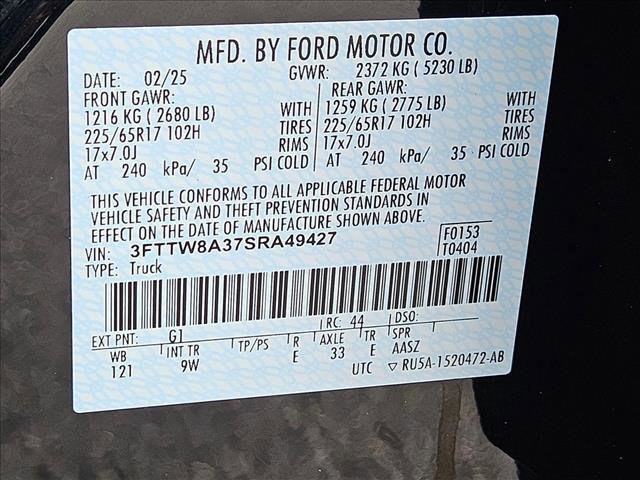 MFD. BY FORD MOTOR CO.
DATE: 02/25 GVWR: 2372 KG ( 5230 LB)
FRONT GAWR: REAR GAWR:
1216 KG ( 2680 LB) WITH 1259 KG ( 2775 LB) WITH
225/65R17 102H TIRES 225/65R17 102H TIRES
17x7.0J RIMS 17x7.0J RIMS
AT 240 kPa/ 35 PSI COLD AT 240 kPa/ 35 PSI COLD
THIS VEHICLE CONFORMS TO ALL APPLICABLE FEDERAL MOTOR
VEHICLE SAFETY AND THEFT PREVENTION STANDARDS IN
EFFECT ON THE DATE OF MANUFACTURE SHOWN ABOVE.
VIN: 3FTTW8A37SRA49427 F0153
TYPE: Truck T0404
EXT PNT: G1 RC: 44 DSO:
WB INT TR TP/PS R AXLE TR SPR
121 9W E 33 E AASZ
UTC ▽ RU5A-1520472-AB